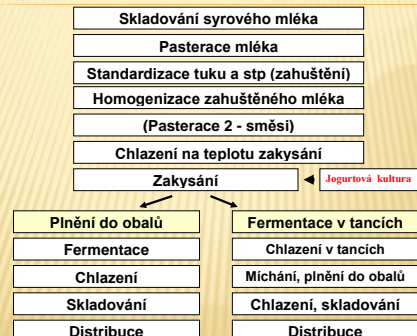 Skladování syrového mléka
Pasterace mléka
Standardizace tuku a stp (zahuštění)
Homogenizace zahuštěného mléka
(Pasterace 2 - směsi)
Chlazení na teplotu zakysání
Zakysání
Jogurtová kultura
Plnění do obalů
Fermentace
Chlazení
Skladování
Distribuce
Fermentace v tancích
Chlazení v tancích
Míchání, plnění do obalů
Chlazení, skladování
Distribuce